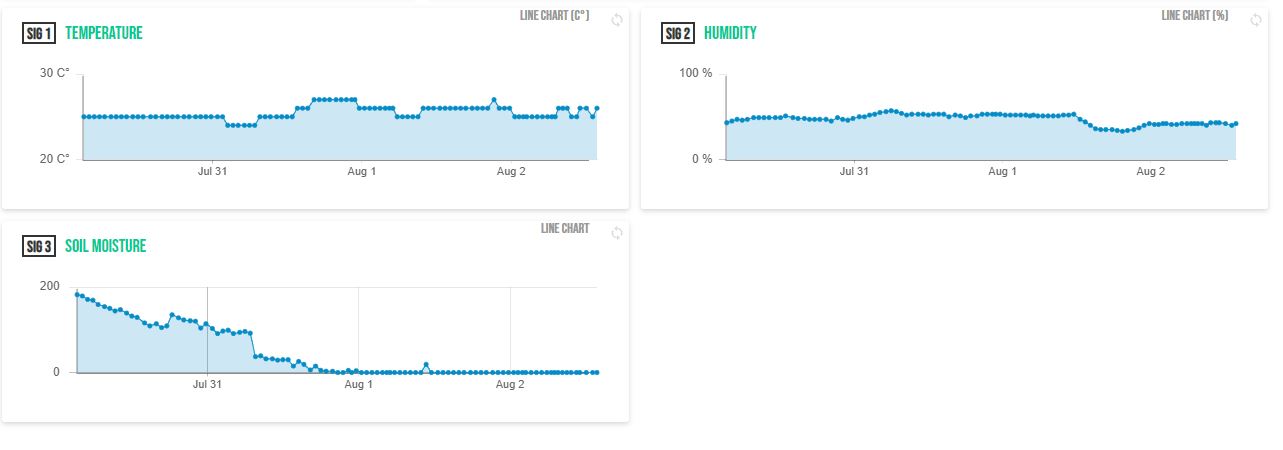 LINE CHART (C°)
SIG 1 TEMPERATURE
30 C°
20 C°
Jul 31 Aug 1 Aug 2
LINE CHART (%)
SIG 2 HUMIDITY
100 %
0 %
Jul 31 Aug 1 Aug 2
LINE CHART
SIG 3 SOIL MOISTURE
200
100
0
Jul 31 Aug 1 Aug 2